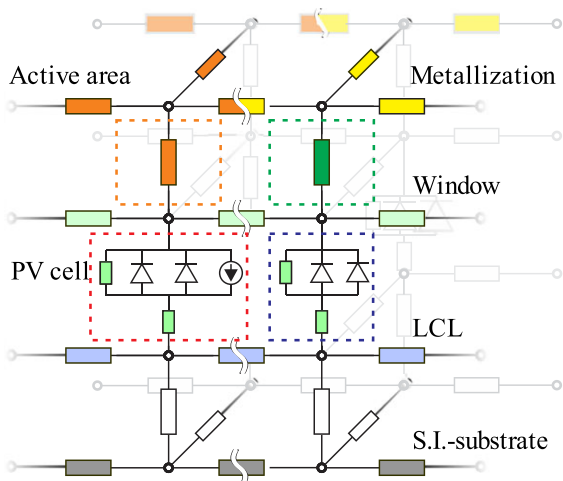 Active area
Metallization
Window
PV cell
LCL
S.I.-substrate